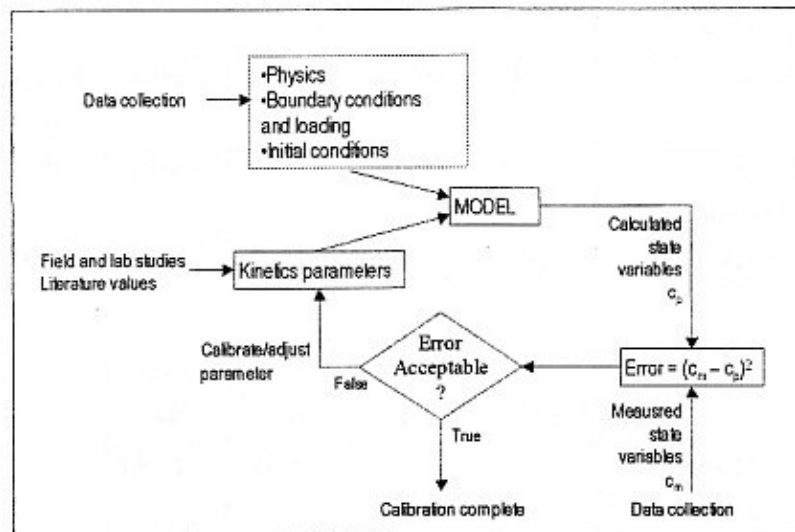 Data collection
•Physics
•Boundary conditions
and loading
•Initial conditions
MODEL
Calculated
state
variables
cₚ
Field and lab studies
Literature values
Kinetics parameters
Calibrate/adjust
parameter
False
Error
Acceptable
?
Error = (cₘ – cₚ)²
True
Meausred
state
variables
cₘ
Calibration complete
Data collection